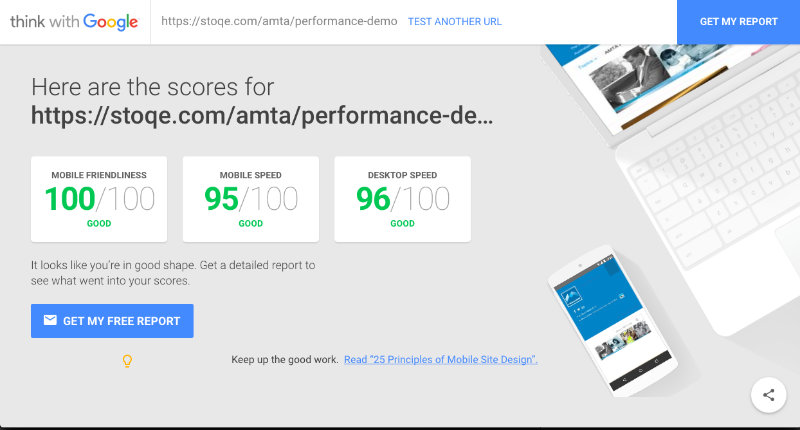 think with Google
https://stoqe.com/amta/performance-demo TEST ANOTHER URL
GET MY REPORT
Here are the scores for
https://stoqe.com/amta/performance-de...
MOBILE FRIENDLINESS
100/100
GOOD
MOBILE SPEED
95/100
GOOD
DESKTOP SPEED
96/100
GOOD
It looks like you're in good shape. Get a detailed report to
see what went into your scores.
GET MY FREE REPORT
Keep up the good work. Read "25 Principles of Mobile Site Design".